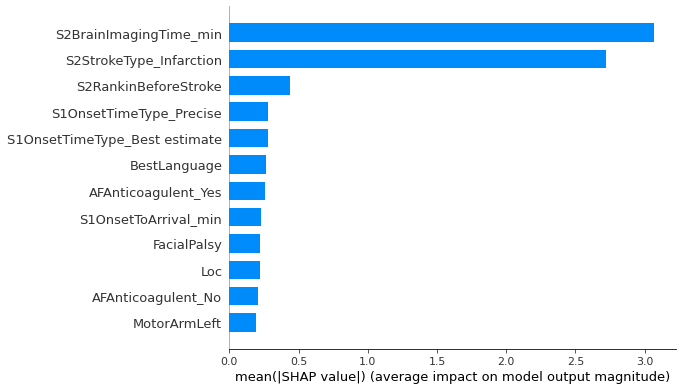 S2BrainImagingTime_min
S2StrokeType_Infarction
S2RankinBeforeStroke
S1OnsetTimeType_Precise
S1OnsetTimeType_Best estimate
BestLanguage
AFAnticoagulent_Yes
S1OnsetToArrival_min
FacialPalsy
Loc
AFAnticoagulent_No
MotorArmLeft
0.0 0.5 1.0 1.5 2.0 2.5 3.0
mean(|SHAP value|) (average impact on model output magnitude)